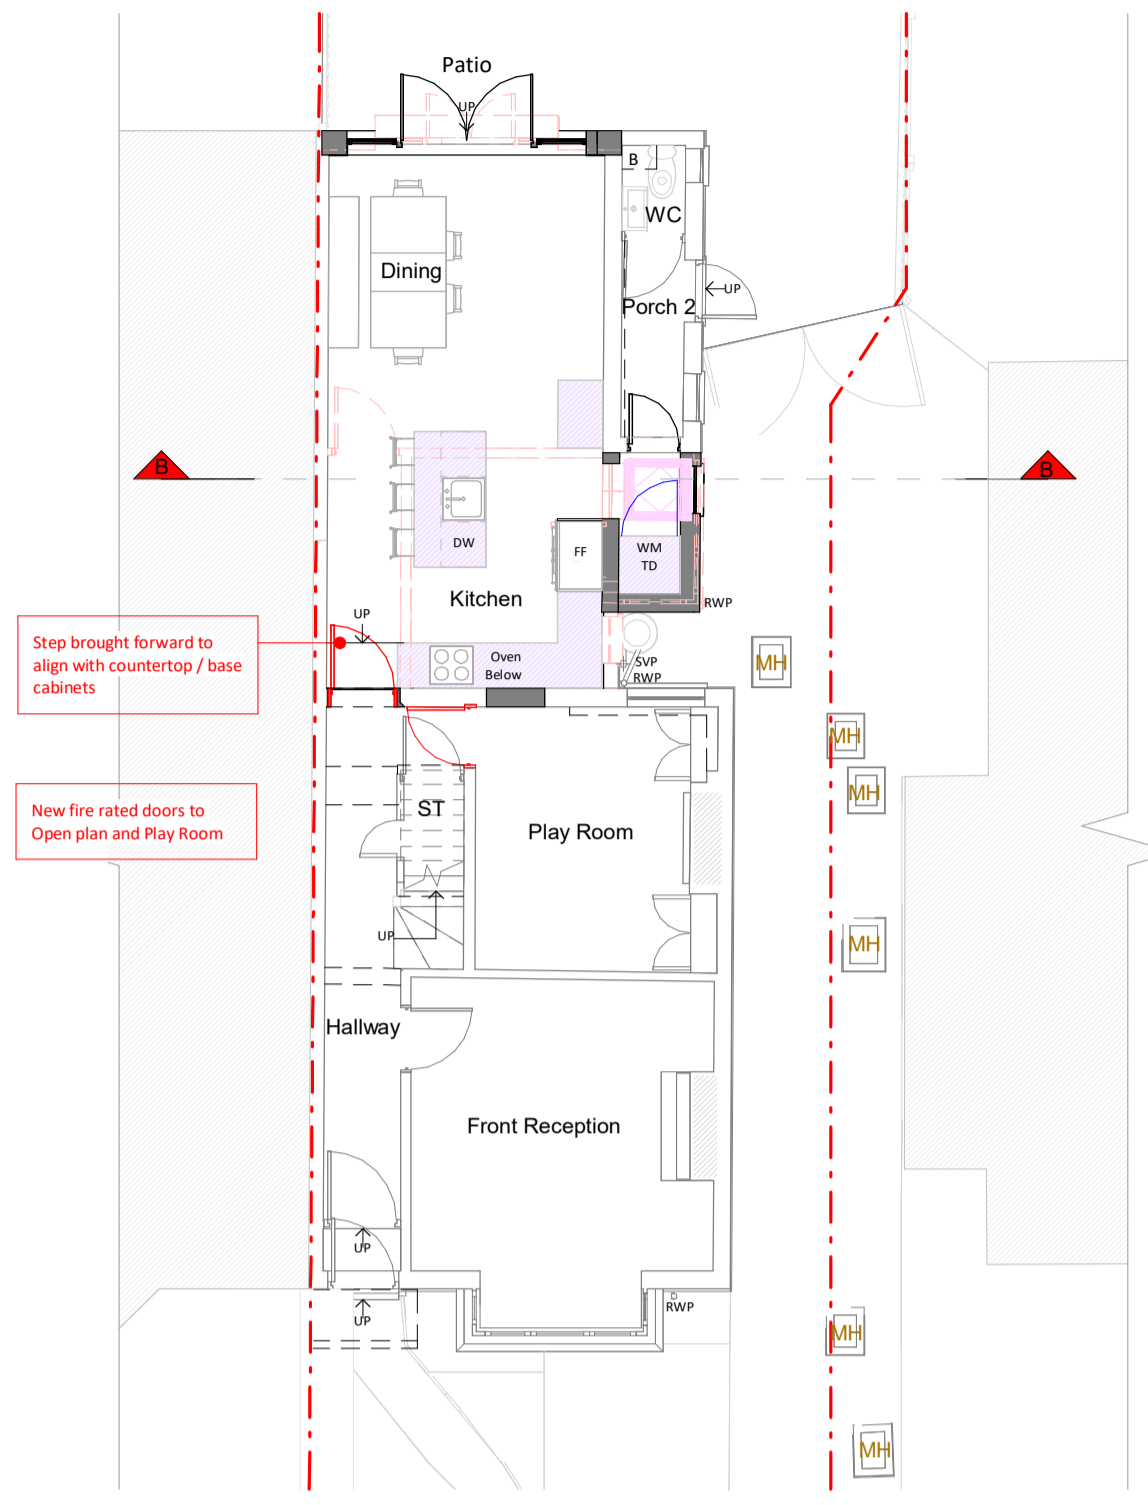 Patio
UP
B
WC
Dining
UP
Porch 2
B
B
DW
FF
WM
TD
Kitchen
RWP
UP
Step brought forward to
align with countertop / base
cabinets
Oven
Below
SVP
RWP
MH
MH
MH
New fire rated doors to
Open plan and Play Room
ST
Play Room
UP
MH
Hallway
Front Reception
UP
UP
RWP
MH
MH